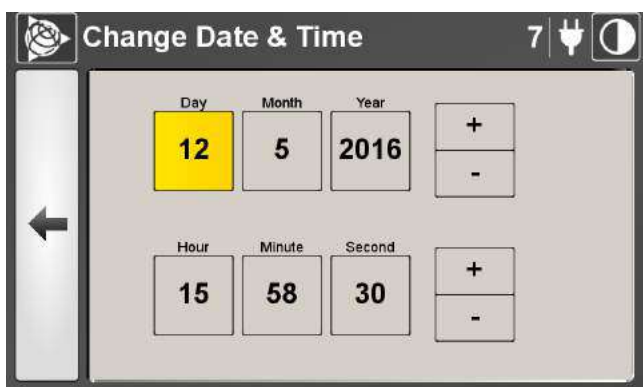 Change Date & Time 7
Day Month Year
12 5 2016 +
-
Hour Minute Second
15 58 30 +
-